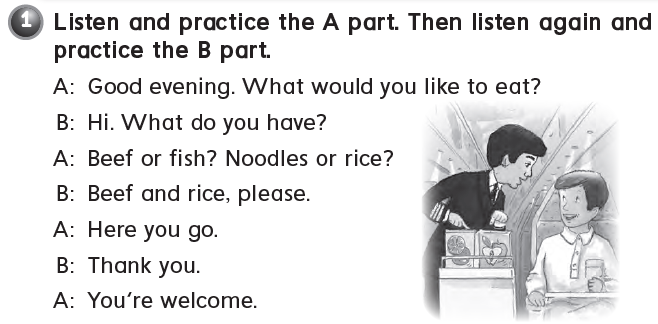 1 Listen and practice the A part. Then listen again and
practice the B part.
A: Good evening. What would you like to eat?
B: Hi. What do you have?
A: Beef or fish? Noodles or rice?
B: Beef and rice, please.
A: Here you go.
B: Thank you.
A: You're welcome.